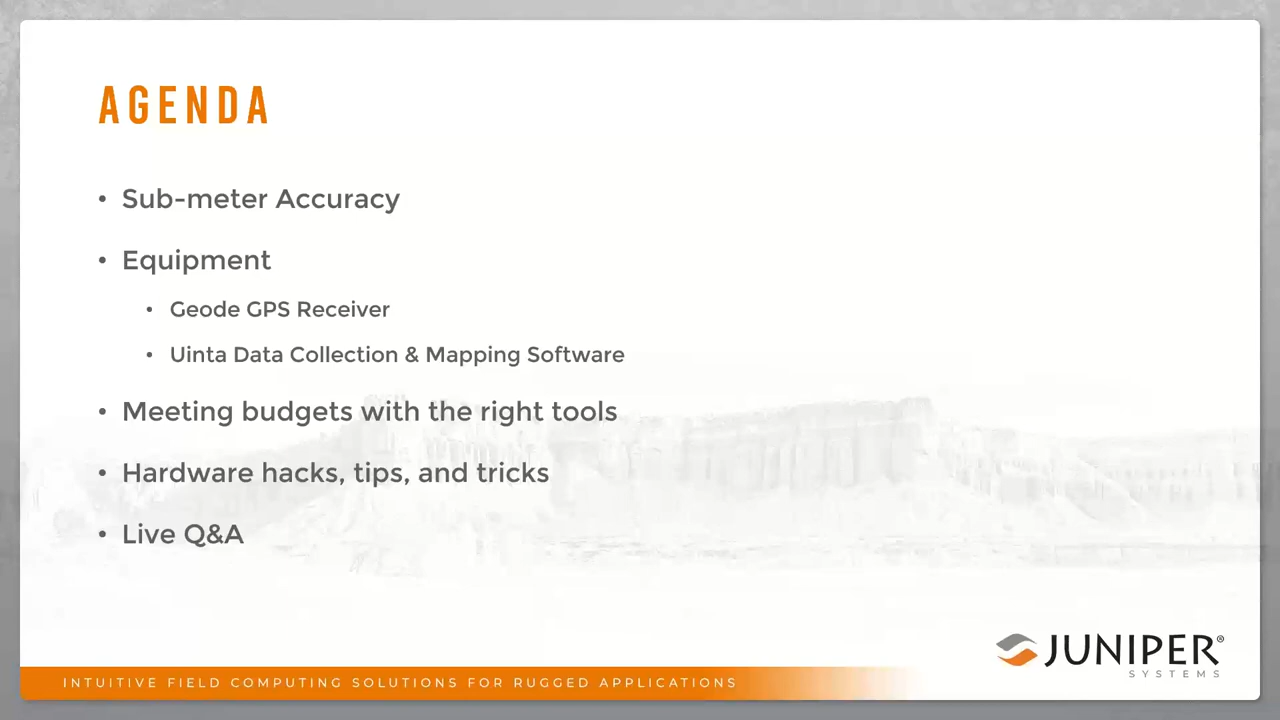 AGENDA
• Sub-meter Accuracy
• Equipment
• Geode GPS Receiver
• Uinta Data Collection & Mapping Software
• Meeting budgets with the right tools
• Hardware hacks, tips, and tricks
• Live Q&A
JUNIPER®
SYSTEMS
INTUITIVE FIELD COMPUTING SOLUTIONS FOR RUGGED APPLICATIONS